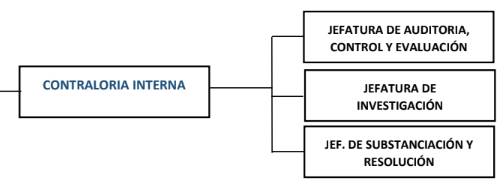 JEFATURA DE AUDITORIA,
CONTROL Y EVALUACIÓN
CONTRALORIA INTERNA
JEFATURA DE
INVESTIGACIÓN
JEF. DE SUBSTANCIACIÓN Y
RESOLUCIÓN